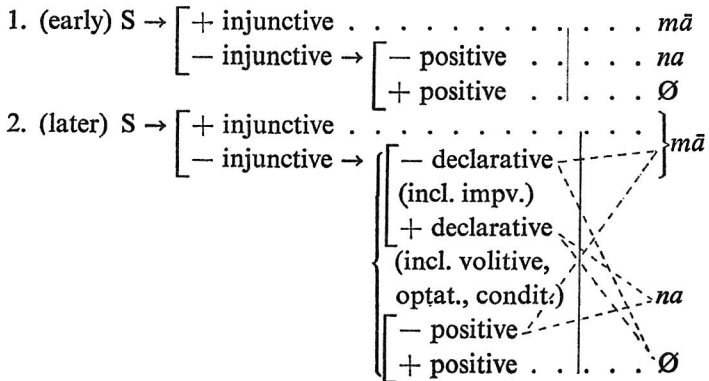 1. (early) S → [ + injunctive . . . . . . . . . . . . . . . mā
− injunctive → [ − positive . . . . . . na
+ positive . . . . . . Ø
2. (later) S → [ + injunctive . . . . . . . . . . . . . . . } mā
− injunctive → { [ − declarative
(incl. impv.)
+ declarative
(incl. volitive,
optat., condit.) na
[ − positive
+ positive . . . . . . Ø